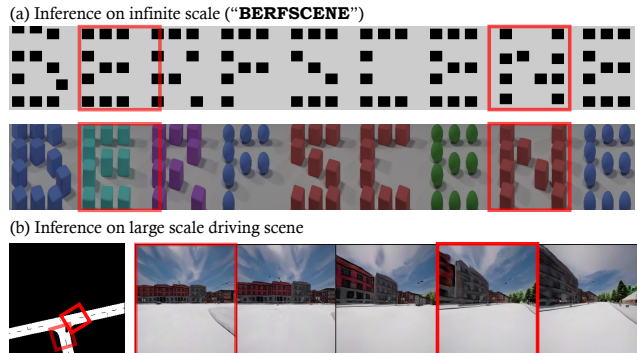 (a) Inference on infinite scale (“BERFSCENE”)
(b) Inference on large scale driving scene